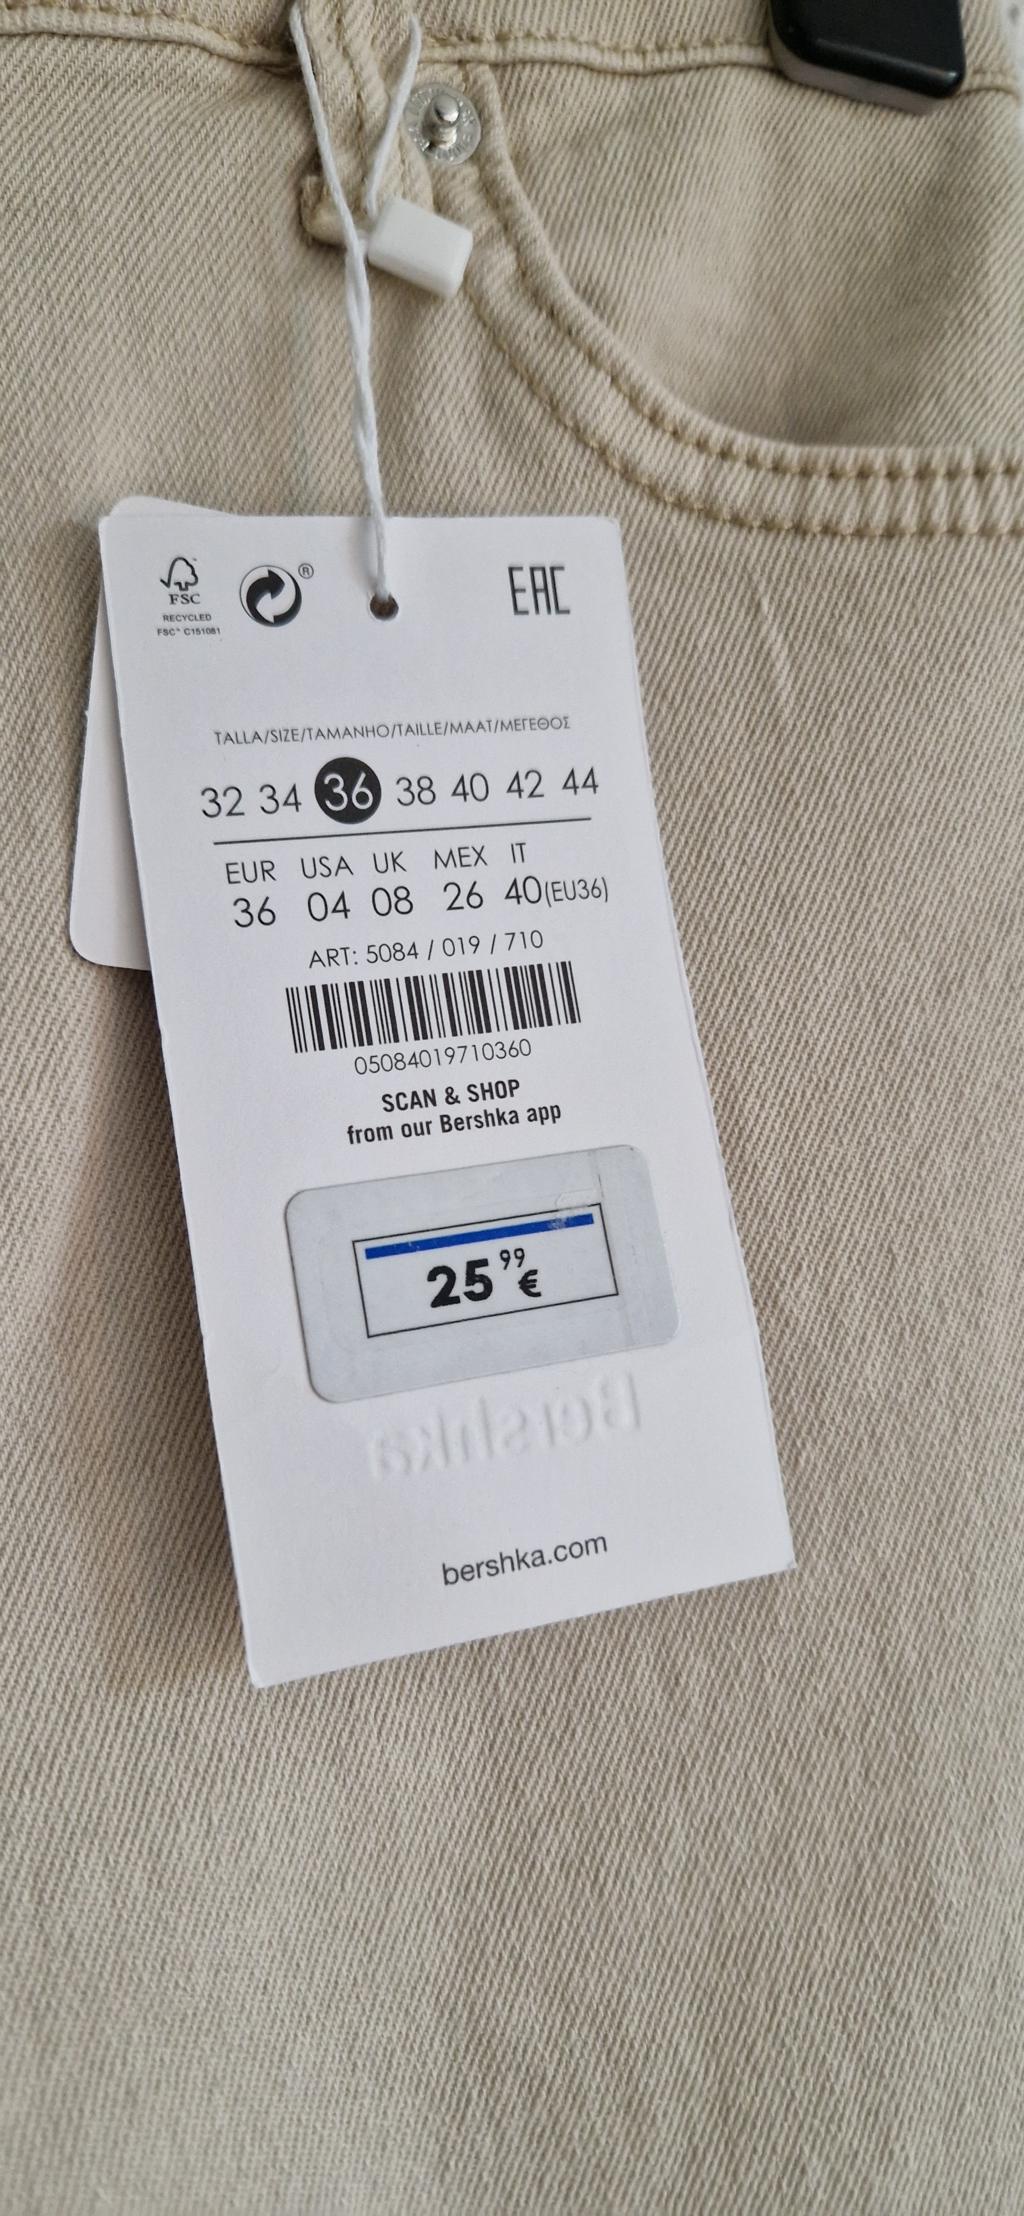 FSC
RECYCLED
FSC™ C151081
®
EAC
TALLA/SIZE/TAMANHO/TAILLE/MAAT/ΜΕΓΕΘΟΣ
32 34 36 38 40 42 44
EUR USA UK MEX IT
36 04 08 26 40(EU36)
ART: 5084 / 019 / 710
05084019710360
SCAN & SHOP
from our Bershka app
25 99 €
Bershka
bershka.com